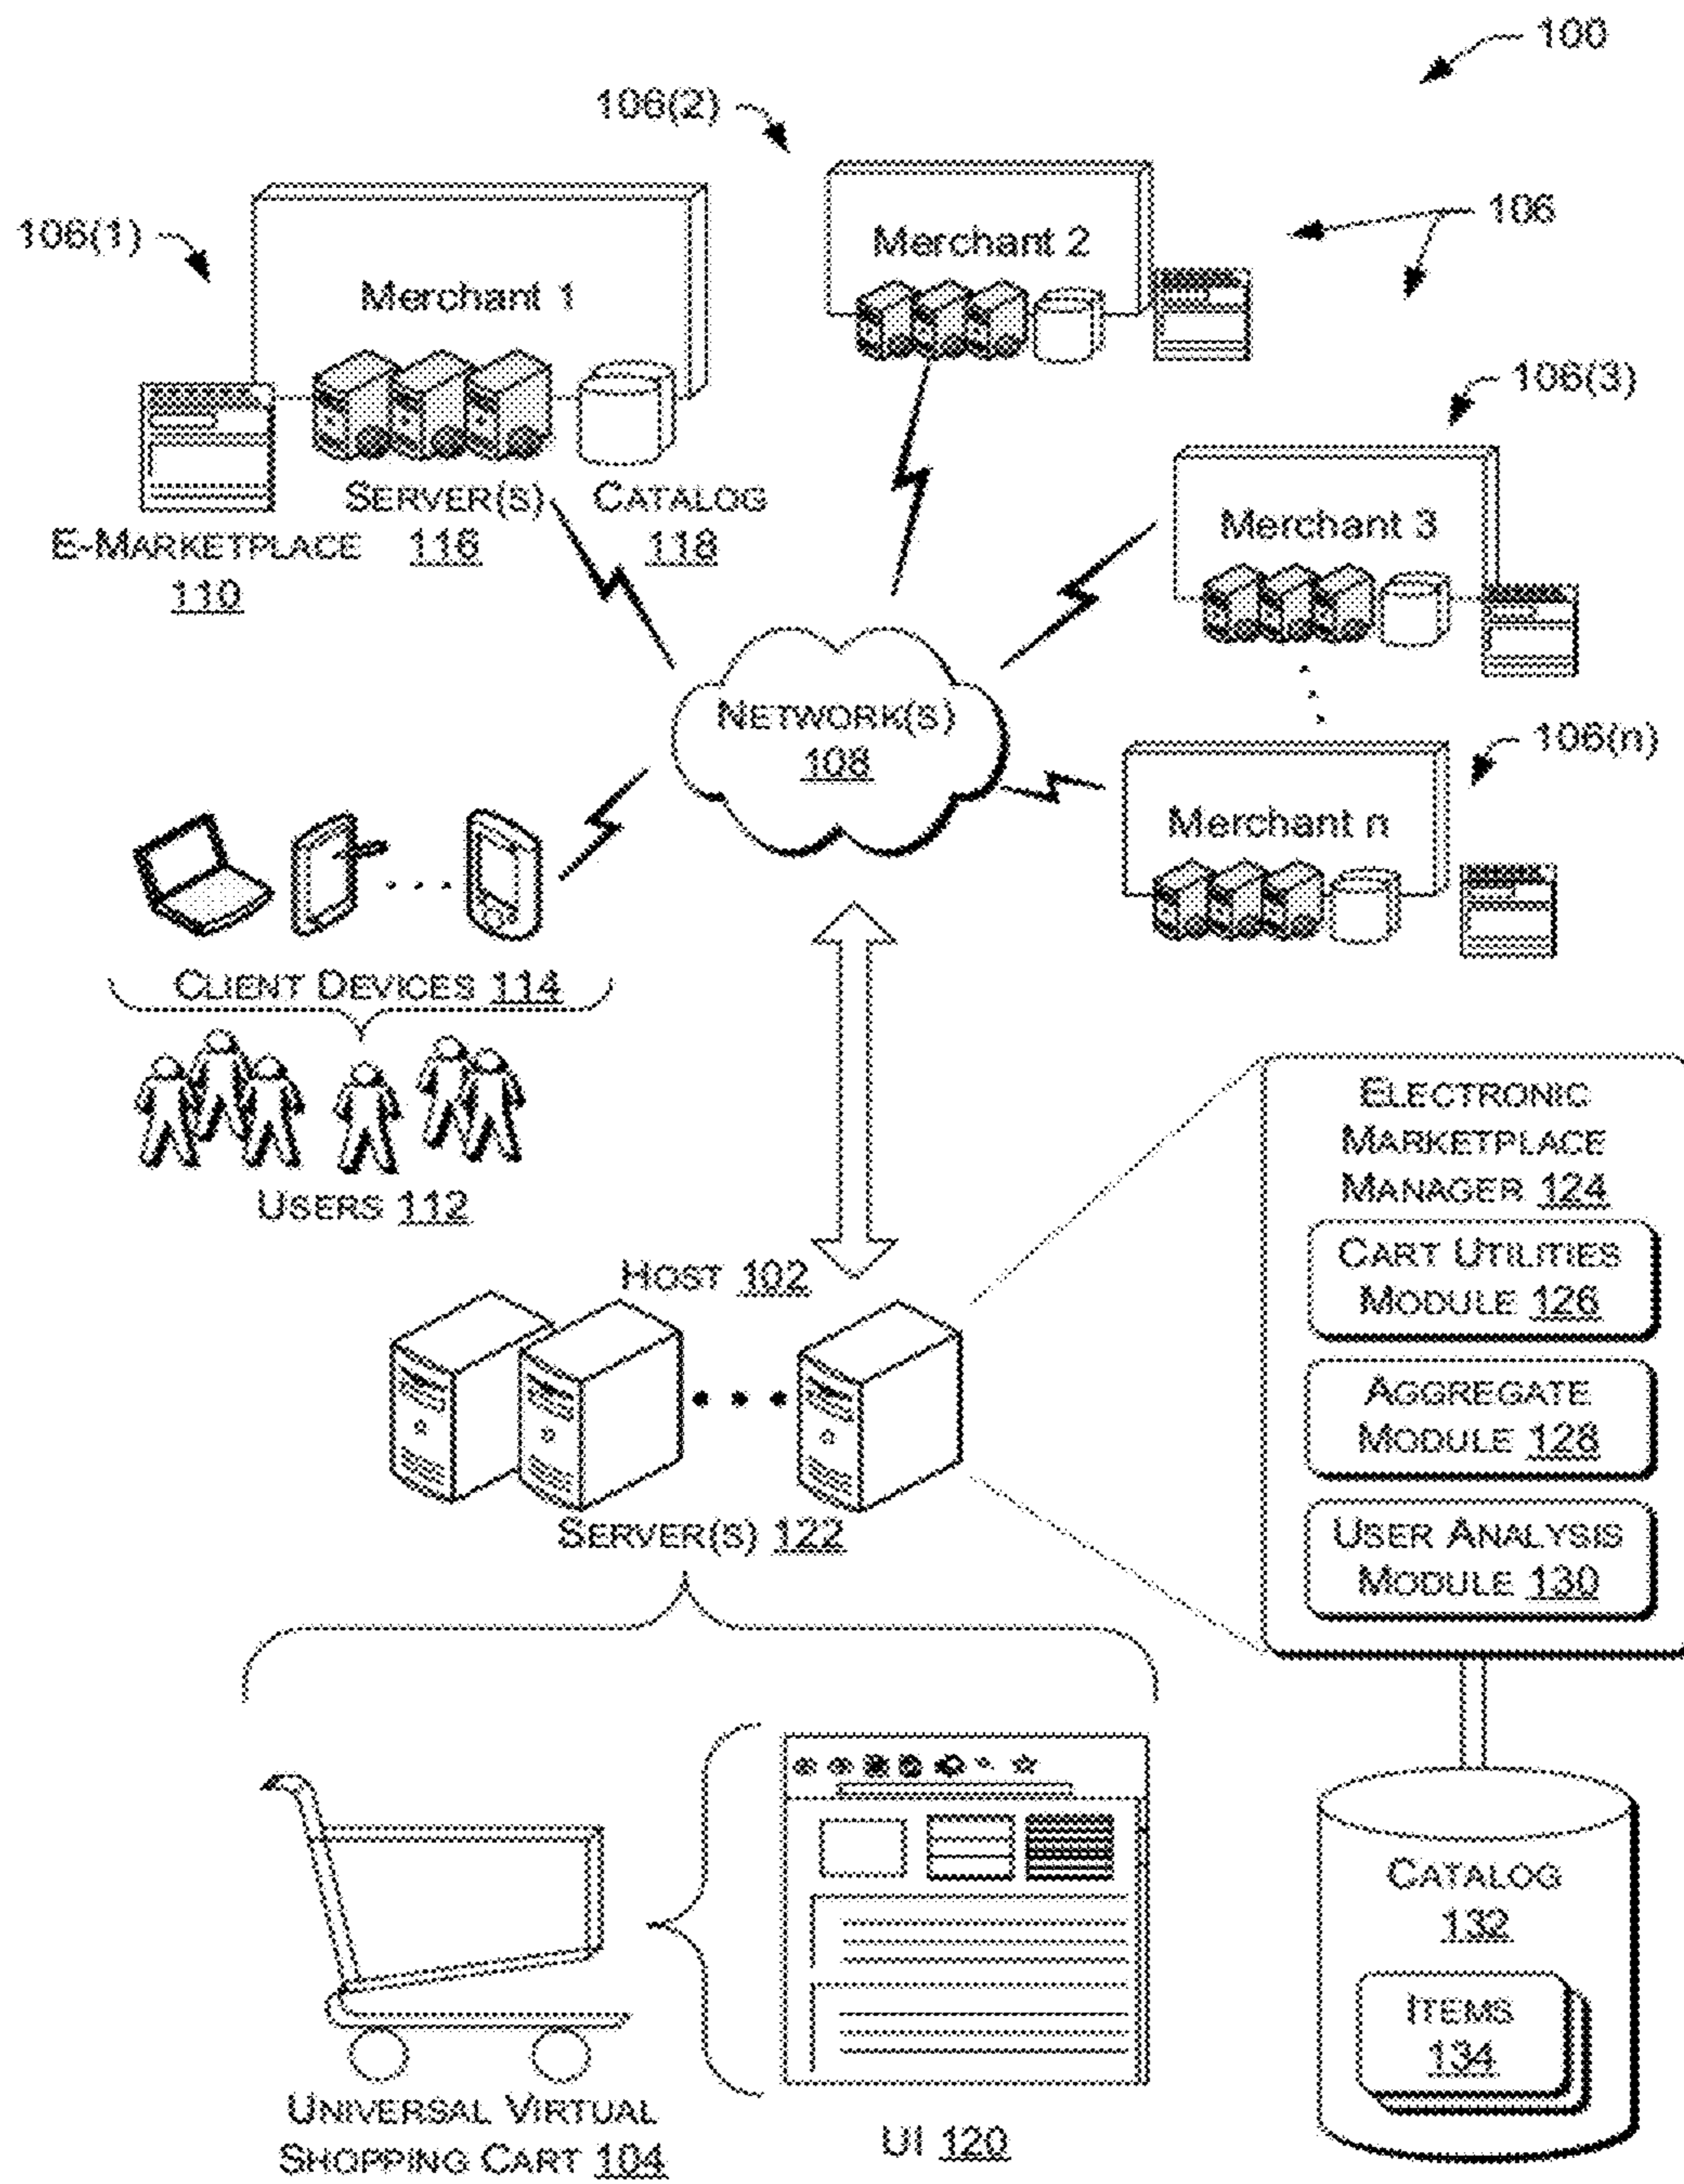 100
106(2)
106
106(1)
Merchant 2
Merchant 1
106(3)
SERVER(S)
116
CATALOG
118
E-MARKETPLACE
110
Merchant 3
NETWORK(S)
108
106(n)
Merchant n
CLIENT DEVICES 114
USERS 112
ELECTRONIC
MARKETPLACE
MANAGER 124
CART UTILITIES
MODULE 126
AGGREGATE
MODULE 128
USER ANALYSIS
MODULE 130
HOST 102
SERVER(S) 122
CATALOG
132
ITEMS
134
UNIVERSAL VIRTUAL
SHOPPING CART 104
UI 120